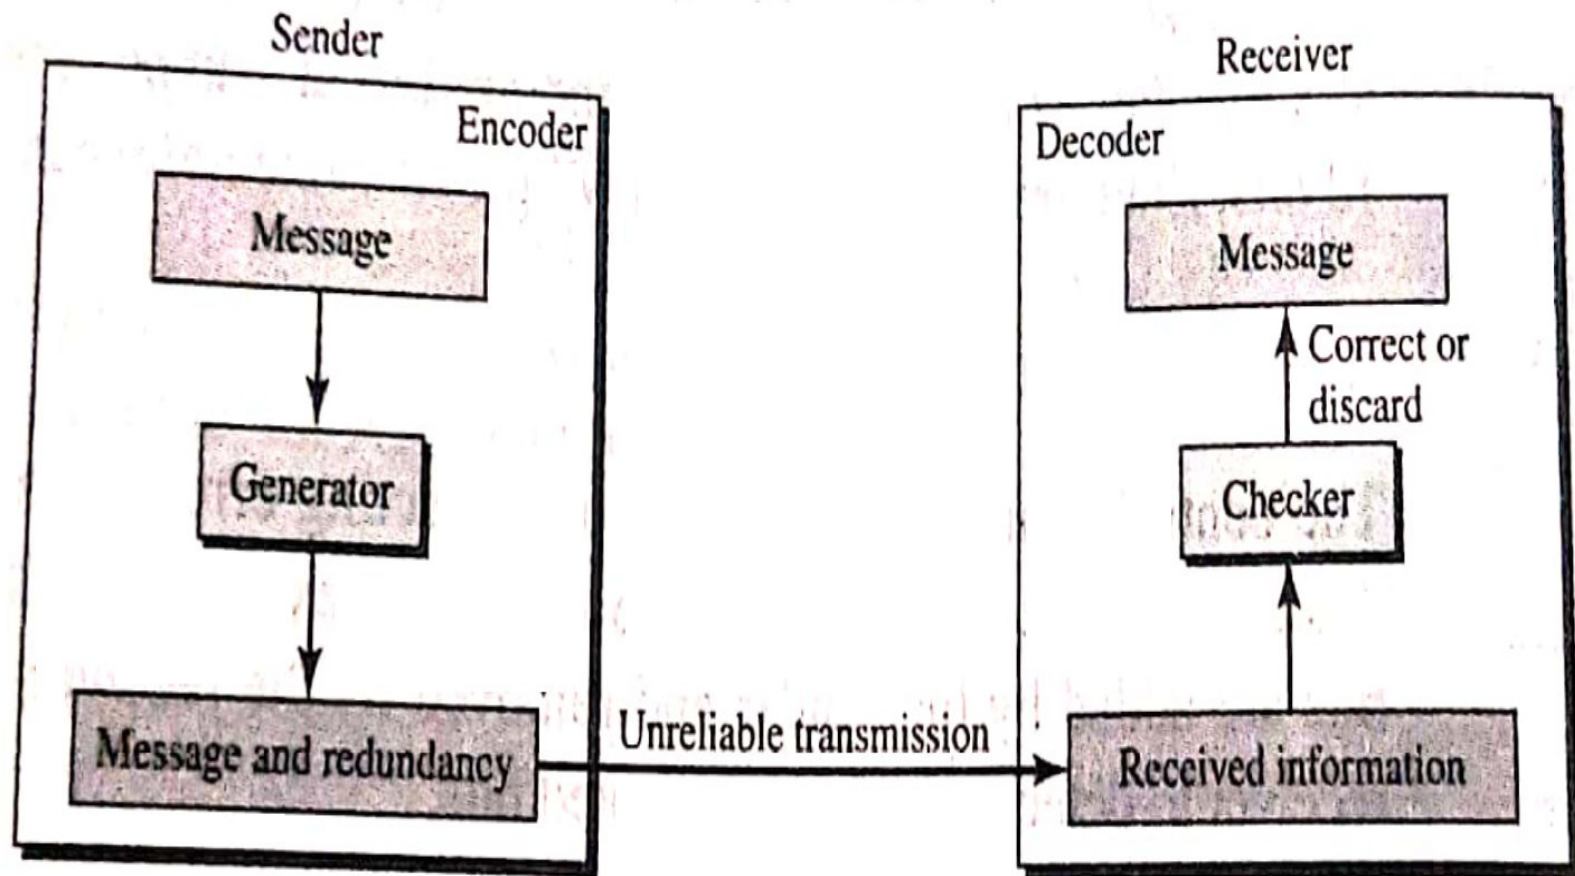 Sender
Encoder
Message
Generator
Message and redundancy
Unreliable transmission
Receiver
Decoder
Message
Correct or
discard
Checker
Received information